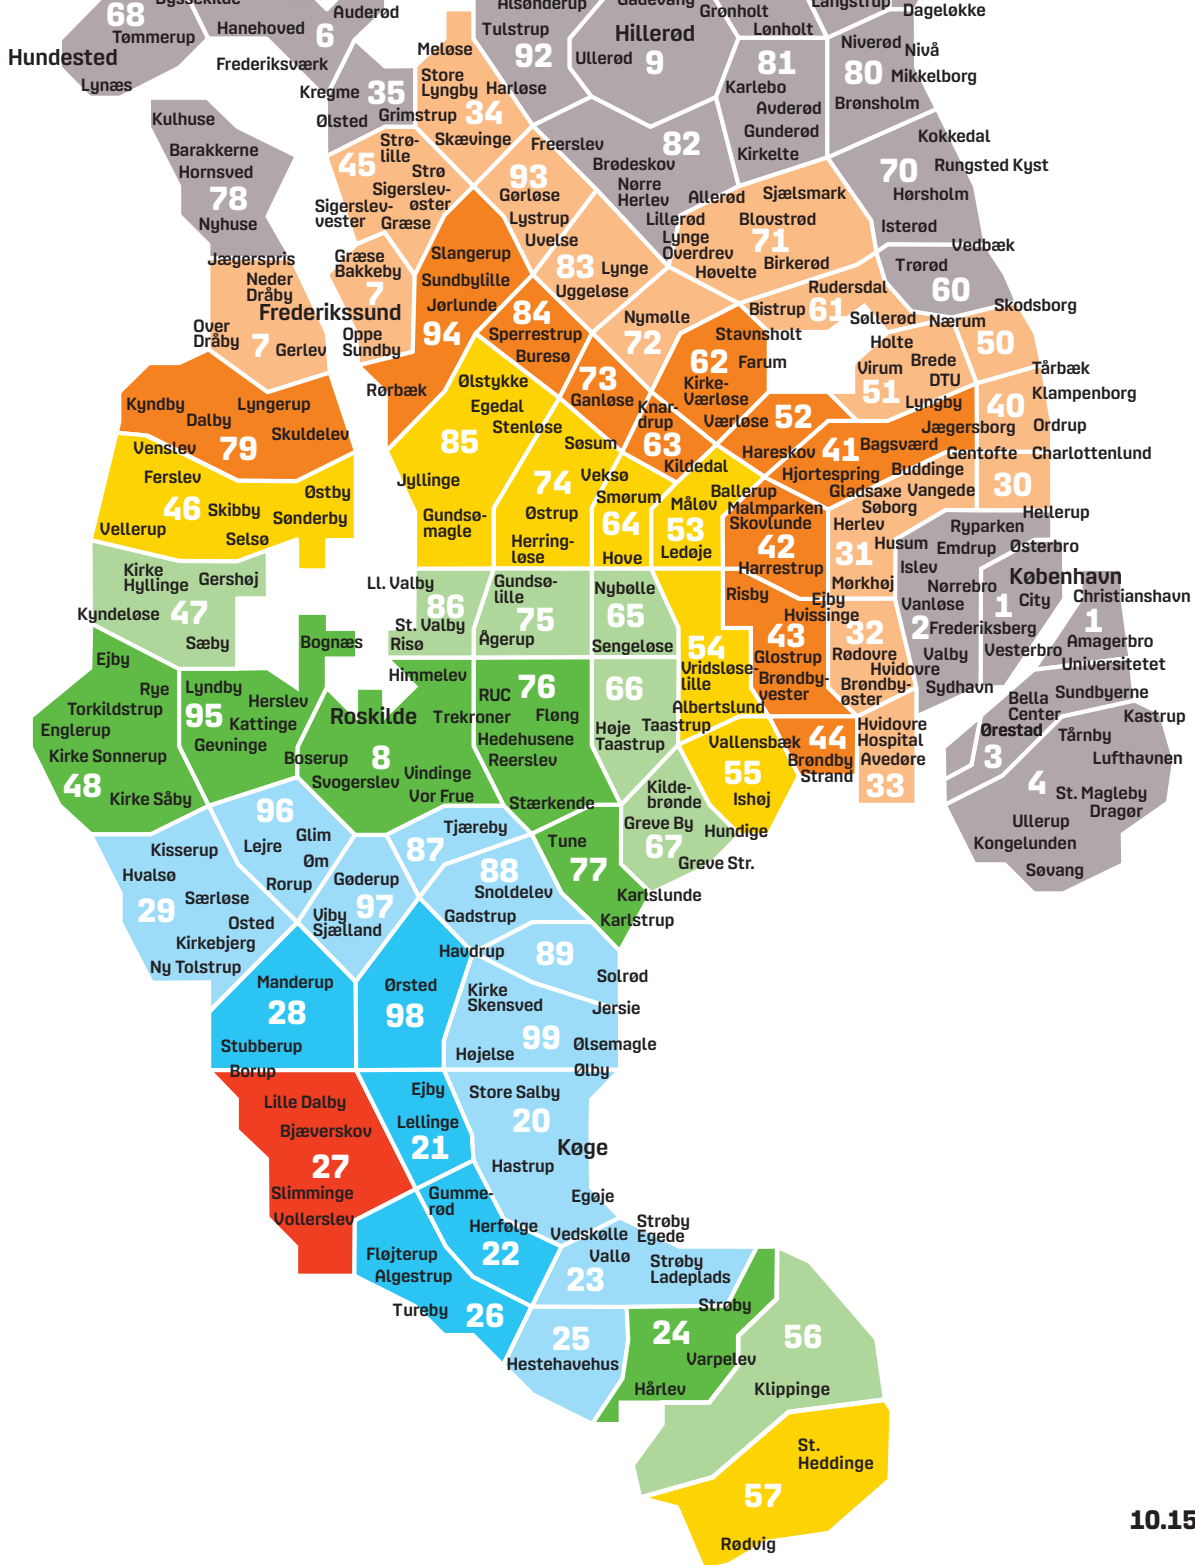 Alsønderup
Gadevang
Grønholt
Langstrup
Dageløkke
Auderød
68
Tømmerup
Hanehoved
6
Tulstrup
92
Hillerød
Lønholt
Niverød
Nivå
Hundested
Frederiksværk
Meløse
Ullerød
9
81
80
Mikkelborg
Lynæs
Kregme
35
Store
Lyngby
Harløse
Karlebo
Brønsholm
Kulhuse
Ølsted
Grimstrup
34
Avderød
Gunderød
Kirkelte
Kokkedal
Barakkerne
Hornsved
78
Nyhuse
45
Strø-
lille
Strø
Skævinge
Freerslev
82
Brødeskov
70
Rungsted Kyst
Hørsholm
Sigerslev-
øster
Sigerslev-
vester
Græse
93
Gørløse
Lystrup
Uvelse
Nørre
Herlev
Lillerød
Lynge
Overdrev
Allerød
Sjælsmark
Blovstrød
71
Birkerød
Høvelte
Isterød
Vedbæk
Jægerspris
Neder
Dråby
Græse
Bakkeby
7
Slangerup
Sundbylille
Jørlunde
83
Lynge
Uggeløse
Trørød
60
Skodsborg
Frederikssund
Over
Dråby
7
Gerlev
Oppe
Sundby
94
84
Sperrestrup
Buresø
Nymølle
72
Bistrup
61
Rudersdal
Søllerød
Nærum
50
Stavnsholt
62
Farum
Holte
Virum
51
Brede
DTU
Lyngby
Tårbæk
Rørbæk
Ølstykke
Egedal
Stenløse
73
Ganløse
Kirke-
Værløse
Værløse
52
40
Klampenborg
Ordrup
Kyndby
Dalby
Lyngerup
Skuldelev
79
85
Søsum
Knar-
drup
63
Kildedal
Hareskov
41
Bagsværd
Jægersborg
Gentofte
Charlottenlund
Venslev
Ferslev
46
Skibby
Østby
Sønderby
Vellerup
Selsø
Jyllinge
Gundsø-
magle
74
Østrup
Herring-
løse
Veksø
Smørum
64
Hove
Måløv
53
Ledøje
Ballerup
Malmparken
Skovlunde
42
Harrestrup
Hjortespring
Gladsaxe
Søborg
Buddinge
Vangede
30
Hellerup
Herlev
31
Mørkhøj
Husum
Islev
Ryparken
Emdrup
Østerbro
Kirke
Hyllinge
Gershøj
Kyndeløse
47
Sæby
Ll. Valby
86
St. Valby
Risø
Gundsø-
lille
75
Ågerup
Nybølle
65
Sengeløse
54
Vridsløse-
lille
Albertslund
Risby
43
Glostrup
Brøndby-
vester
Ejby
Hvissinge
32
Rødovre
Hvidovre
Brøndby-
øster
Vanløse
2
Nørrebro
Frederiksberg
Valby
Sydhavn
København
1
City
Vesterbro
Christianshavn
1
Amagerbro
Universitetet
Ejby
Bognæs
Rye
Torkildstrup
Englerup
Kirke Sonnerup
48
Kirke Såby
Lyndby
95
Herslev
Kattinge
Gevninge
Himmelev
Roskilde
8
Boserup
Svogerslev
Vindinge
Vor Frue
RUC
Trekroner
76
Fløng
Hedehusene
Reerslev
Stærkende
66
Høje
Taastrup
Taastrup
Vallensbæk
55
Ishøj
44
Brøndby
Strand
Hvidovre
Hospital
Avedøre
33
Bella
Center
Ørestad
3
Sundbyerne
Kastrup
Tårnby
Lufthavnen
4
St. Magleby
Dragør
Ullerup
Kongelunden
Søvang
Kilde-
brønde
Greve By
67
Hundige
Greve Str.
96
Lejre
Glim
Øm
Rorup
Kisserup
Hvalsø
29
Særløse
Osted
Kirkebjerg
Ny Tolstrup
Tjæreby
87
Gøderup
97
Viby
Sjælland
88
Snoldelev
Gadstrup
Tune
77
Karlslunde
Karlstrup
Havdrup
89
Solrød
Manderup
28
Stubberup
Borup
Ørsted
98
Kirke
Skensved
99
Højelse
Jersie
Ølsemagle
Ølby
Lille Dalby
Bjæverskov
27
Slimminge
Vollerslev
Ejby
Lellinge
21
Store Salby
20
Køge
Hastrup
Egøje
Gumme-
rød
Herfølge
22
Vedskølle
Vallø
23
Strøby
Egede
Strøby
Ladeplads
Strøby
Fløjterup
Algestrup
Tureby
26
25
Hestehavehus
24
Varpelev
Hårlev
56
Klippinge
St.
Heddinge
57
Rødvig
10.15